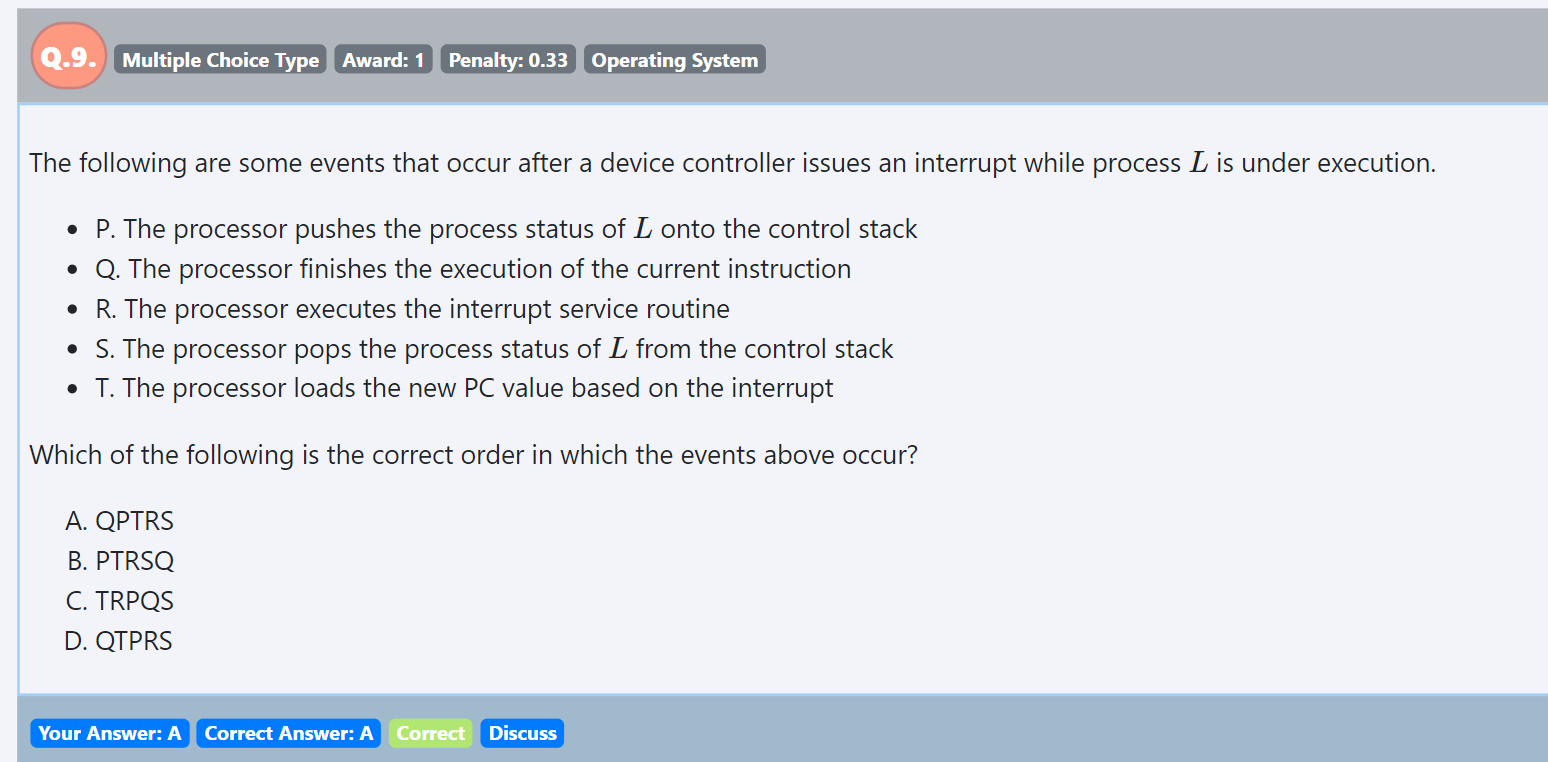 Q.9. Multiple Choice Type Award: 1 Penalty: 0.33 Operating System
The following are some events that occur after a device controller issues an interrupt while process L is under execution.
• P. The processor pushes the process status of L onto the control stack
• Q. The processor finishes the execution of the current instruction
• R. The processor executes the interrupt service routine
• S. The processor pops the process status of L from the control stack
• T. The processor loads the new PC value based on the interrupt
Which of the following is the correct order in which the events above occur?
A. QPTRS
B. PTRSQ
C. TRPQS
D. QTPRS
Your Answer: A Correct Answer: A Correct Discuss